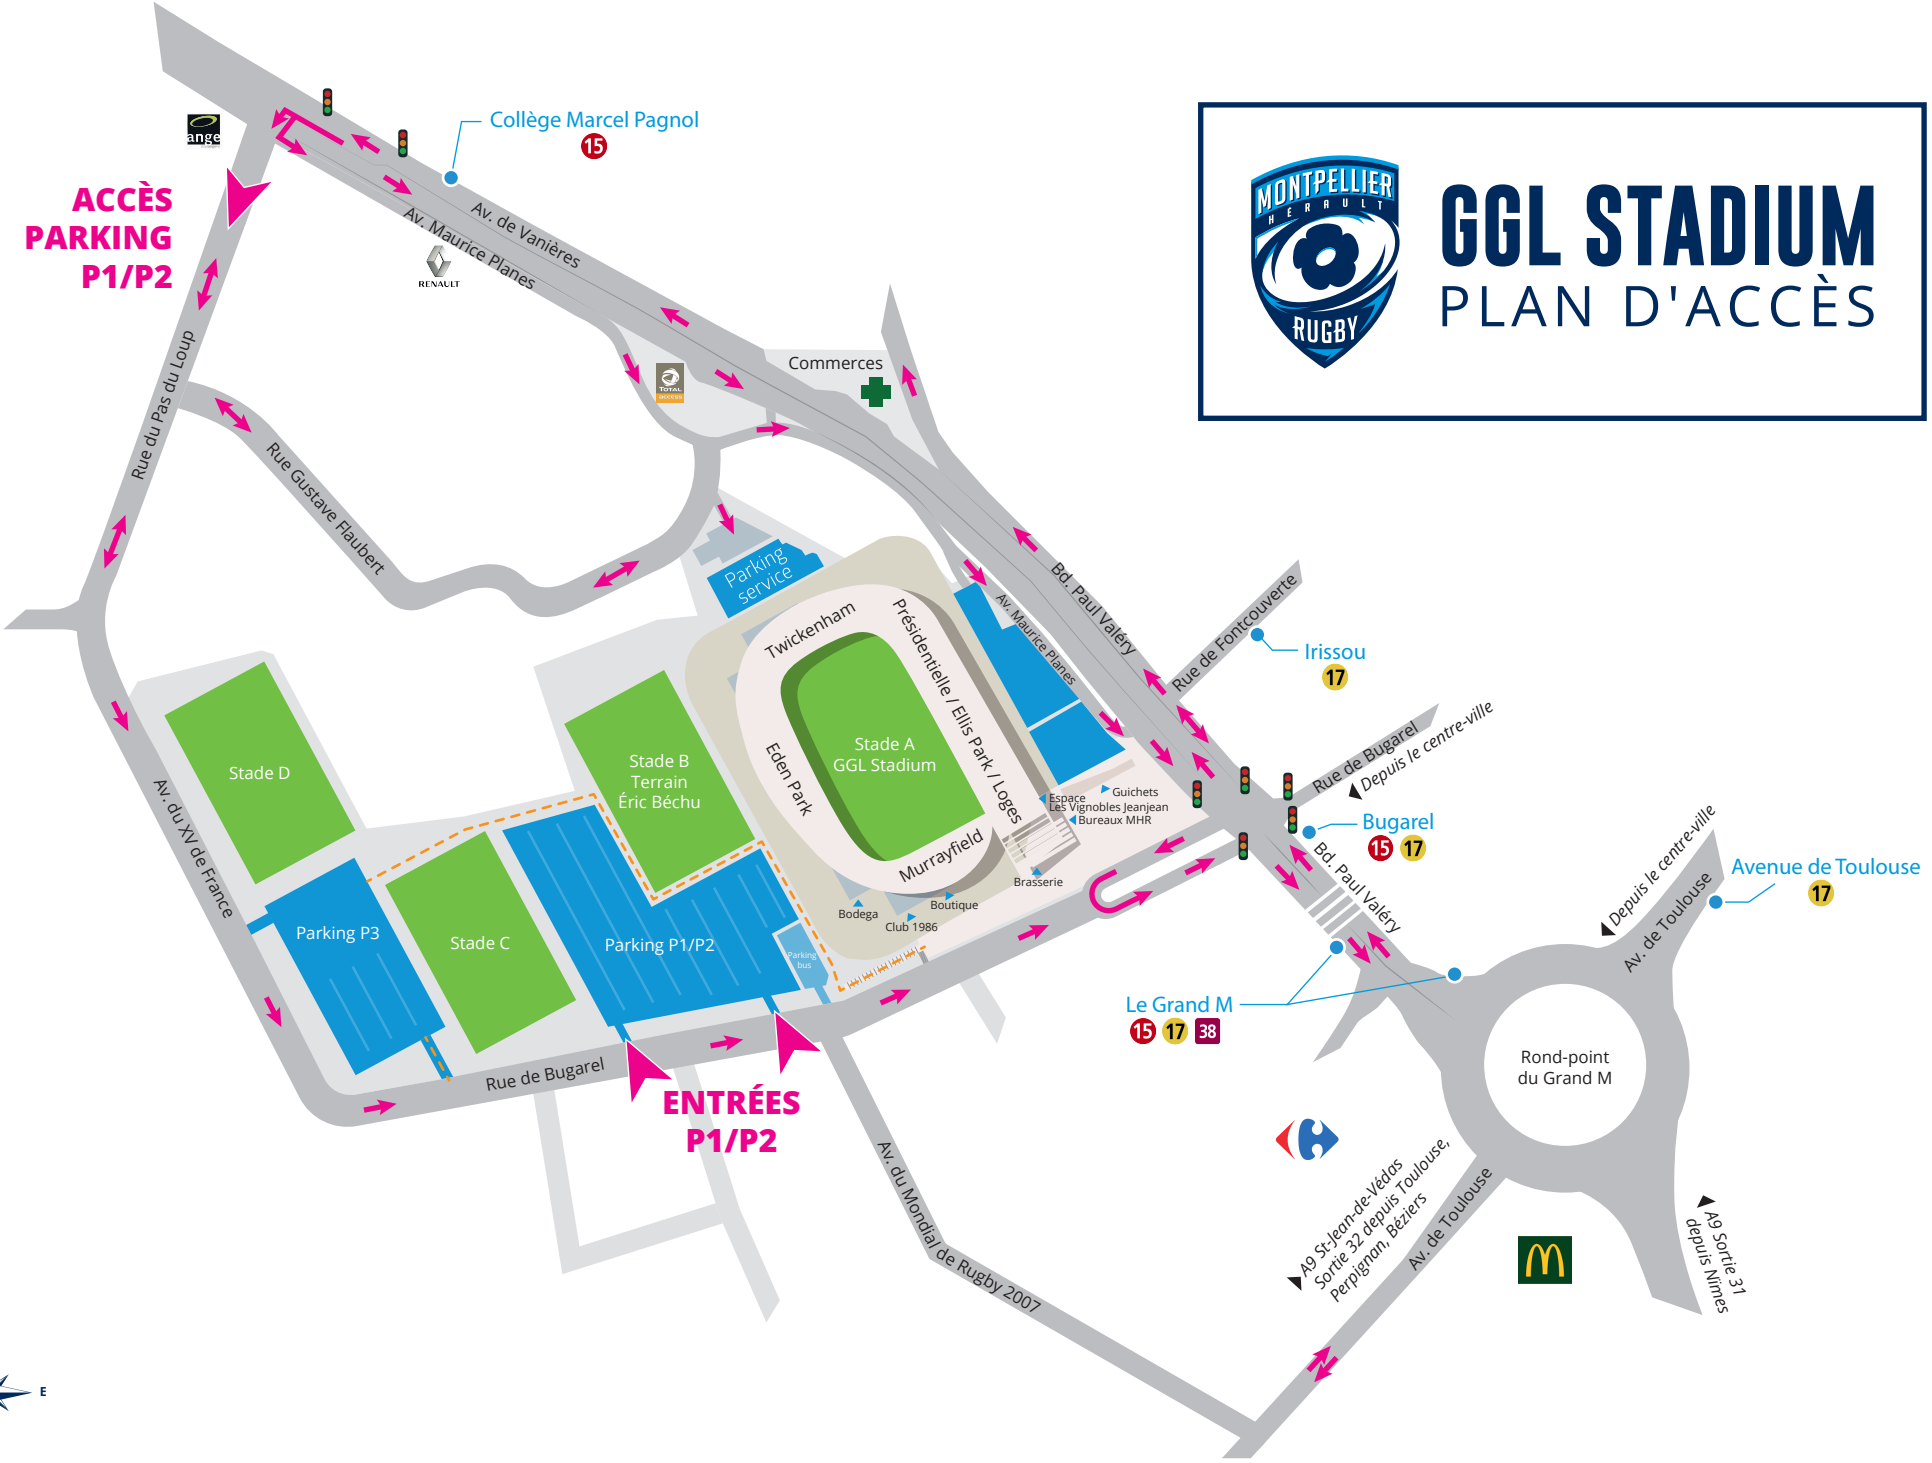 MONTPELLIER
HÉRAULT
RUGBY
GGL STADIUM
PLAN D'ACCÈS
ange
Collège Marcel Pagnol
15
ACCÈS
PARKING
P1/P2
Av. de Vanières
Av. Maurice Planes
RENAULT
TOTAL
ACCESS
Commerces
Rue du Pas du Loup
Rue Gustave Flaubert
Parking
service
Bd. Paul Valéry
Av. Maurice Planes
Rue de Fontcouverte
Irissou
17
Rue de Bugarel
Depuis le centre-ville
Bugarel
15 17
Bd. Paul Valéry
Avenue de Toulouse
17
Depuis le centre-ville
Av. de Toulouse
Twickenham
Présidentielle / Ellis Park / Loges
Eden Park
Murrayfield
Stade A
GGL Stadium
Stade B
Terrain
Éric Béchu
Stade D
Stade C
Parking P3
Parking P1/P2
Parking
bus
Guichets
Espace
Les Vignobles Jeanjean
Bureaux MHR
Brasserie
Boutique
Bodega
Club 1986
Av. du XV de France
Rue de Bugarel
ENTRÉES
P1/P2
Le Grand M
15 17 38
Rond-point
du Grand M
Av. du Mondial de Rugby 2007
A9 St-Jean-de-Védas
Sortie 32 depuis Toulouse,
Perpignan, Béziers
Av. de Toulouse
A9 Sortie 31
depuis Nîmes
E